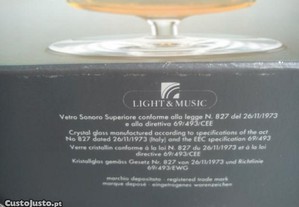 LIGHT & MUSIC
Vetro Sonoro Superiore conforme alla legge N. 827 del 26/11/1973
e alla direttiva 69/493/CEE
Crystal glass manufactured according to specifications of the act
No 827 dated 26/11/1973 (Italy) and the EEC specification 69/493
Verre cristallin conforme à la loi N. 827 du 26/11/1973 et à la loi
directive 69/493/CEE
Kristallglas gemäss Gesetz Nr. 827 von 26/11/1973 und Richtlinie
69/493/EWG
marchio depositato - registered trade mark
marque déposé - eingetragenes warenzeichen
CustoJusto.pt